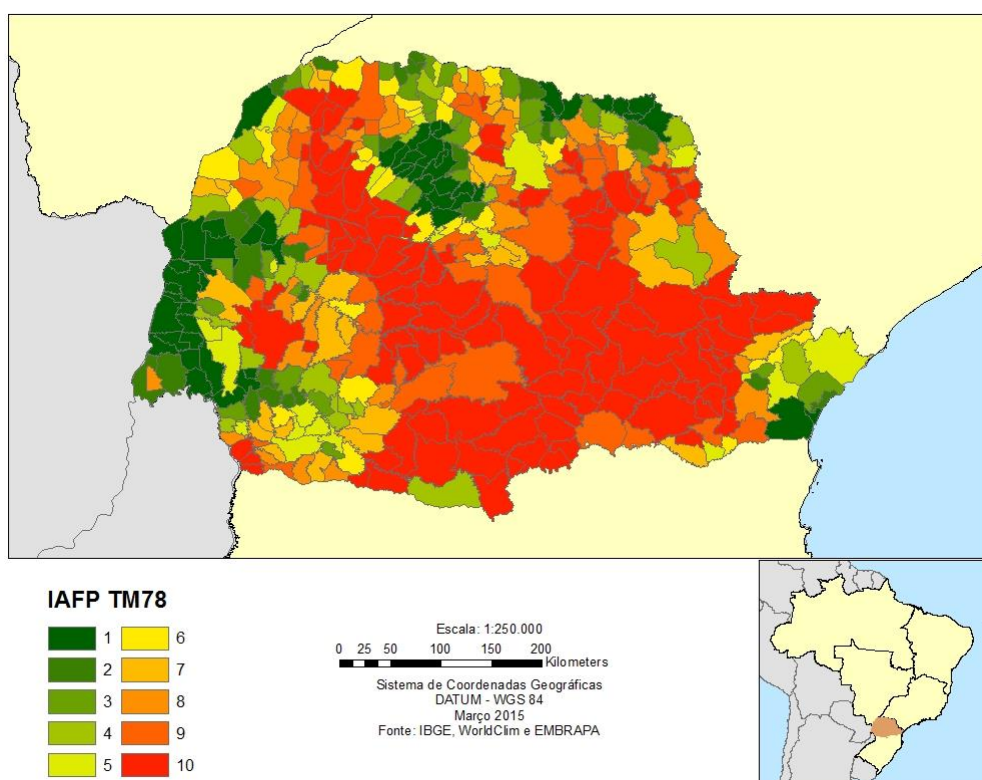 IAFP TM78
1 6
2 7
3 8
4 9
5 10
Escala: 1:250.000
0 25 50 100 150 200
Kilometers
Sistema de Coordenadas Geográficas
DATUM - WGS 84
Março 2015
Fonte: IBGE, WorldClim e EMBRAPA